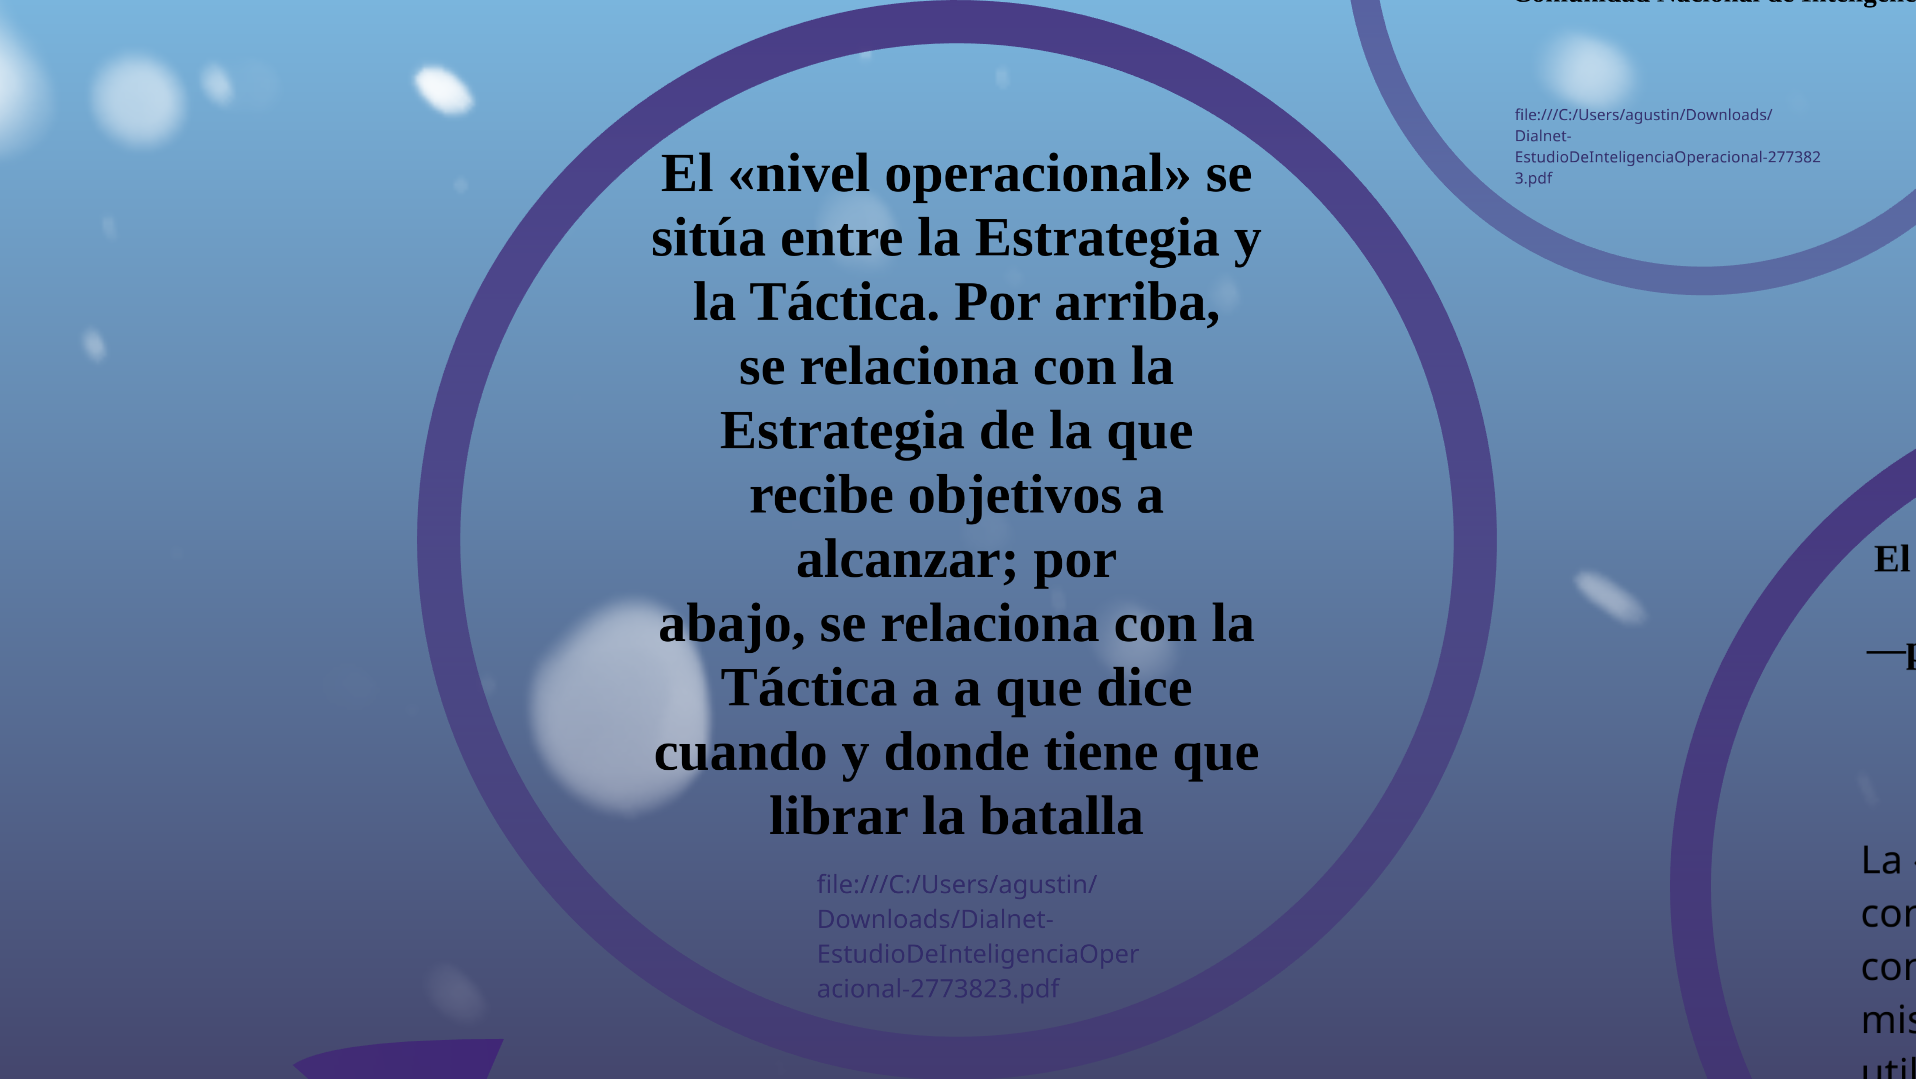 El «nivel operacional» se
sitúa entre la Estrategia y
la Táctica. Por arriba,
se relaciona con la
Estrategia de la que
recibe objetivos a
alcanzar; por
abajo, se relaciona con la
Táctica a a que dice
cuando y donde tiene que
librar la batalla
file:///C:/Users/agustin/
Downloads/Dialnet-
EstudioDeInteligenciaOper
acional-2773823.pdf
file:///C:/Users/agustin/Downloads/
Dialnet-
EstudioDeInteligenciaOperacional-277382
3.pdf
El
La